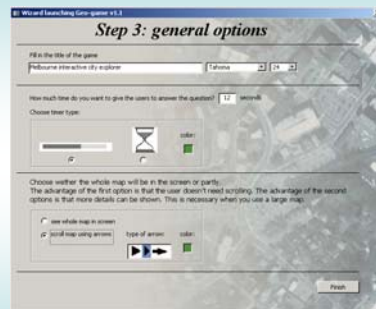 Wizard launching Geo-game v1.1
Step 3: general options
Fill in the title of the game
Melbourne interactive city explorer
Tahoma
24
How much time do you want to give the users to answer the question? 12 seconds
Choose timer type:
color:
Choose wether the whole map will be in the screen or partly.
The advantage of the first option is that the user doesn't need scrolling. The advantage of the second
options is that more details can be shown. This is necessary when you use a large map.
see whole map in screen
scroll map using arrows
type of arrows:
color:
Finish